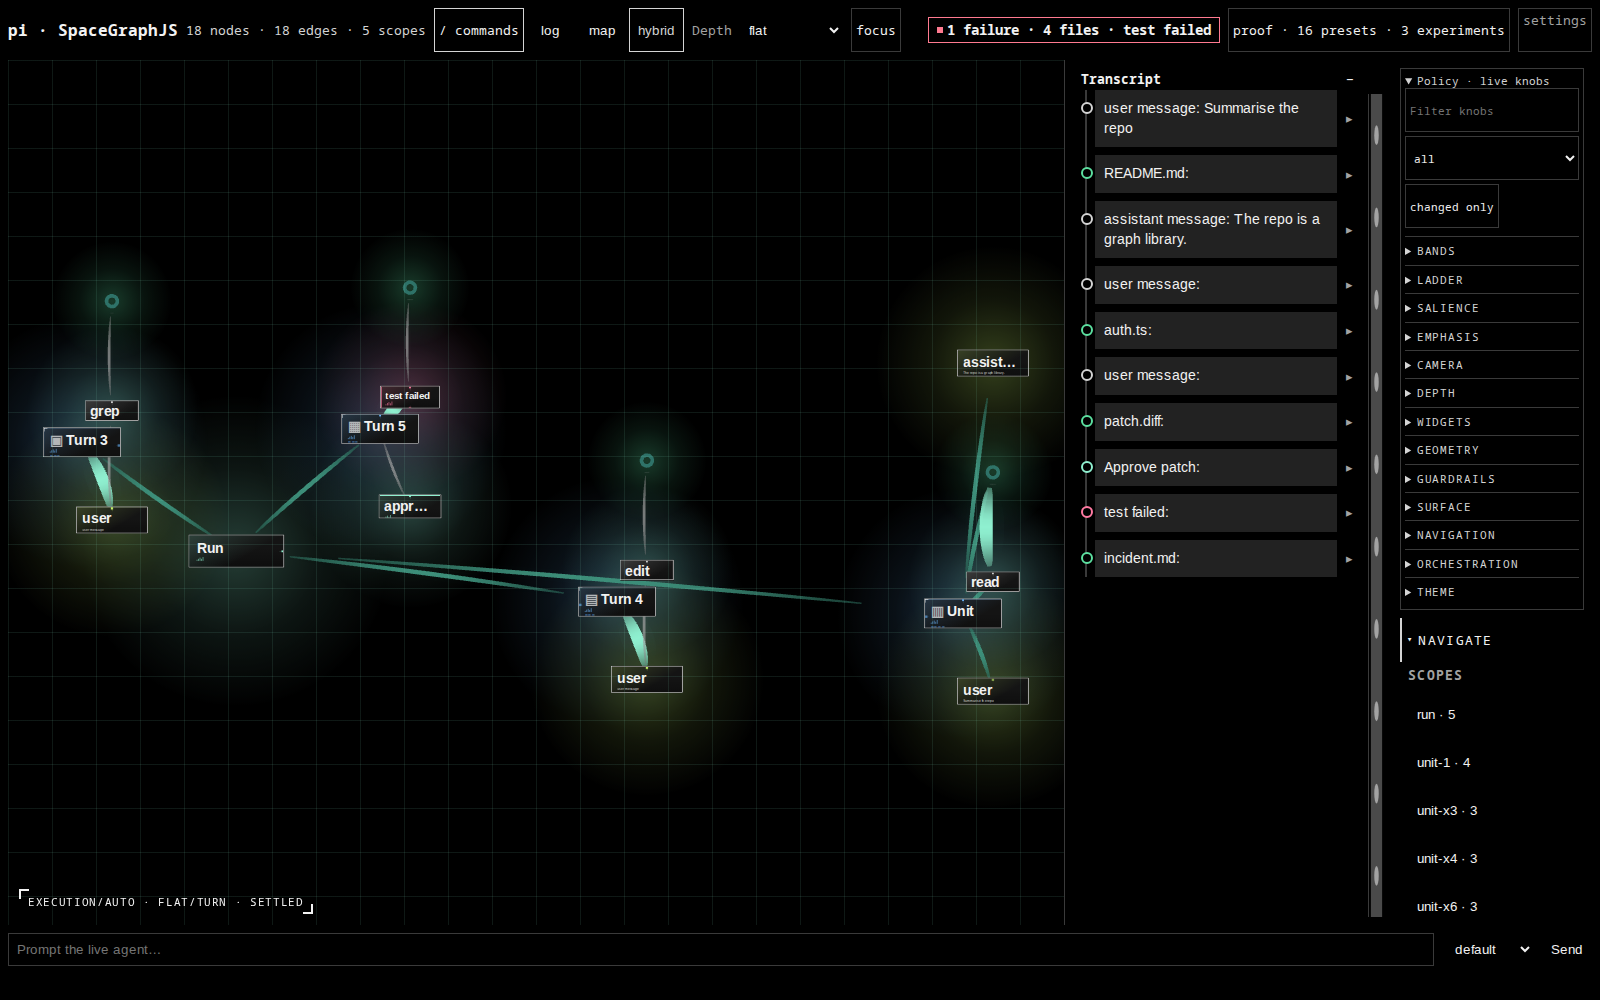 pi · SpaceGraphJS 18 nodes · 18 edges · 5 scopes / commands log map hybrid Depth flat focus 1 failure · 4 files · test failed proof · 16 presets · 3 experiments settings
Transcript –
user message: Summarise the
repo
README.md:
assistant message: The repo is a
graph library.
user message:
auth.ts:
user message:
patch.diff:
Approve patch:
test failed:
incident.md:
Policy · live knobs
Filter knobs
all
changed only
BANDS
LADDER
SALIENCE
EMPHASIS
CAMERA
DEPTH
WIDGETS
GEOMETRY
GUARDRAILS
SURFACE
NAVIGATION
ORCHESTRATION
THEME
NAVIGATE
SCOPES
run · 5
unit-1 · 4
unit-x3 · 3
unit-x4 · 3
unit-x6 · 3
assist...
test failed
grep
Turn 5
Turn 3
appr...
user
Run
edit
read
Turn 4
Unit
user
user
EXECUTION/AUTO · FLAT/TURN · SETTLED
Prompt the live agent... default Send